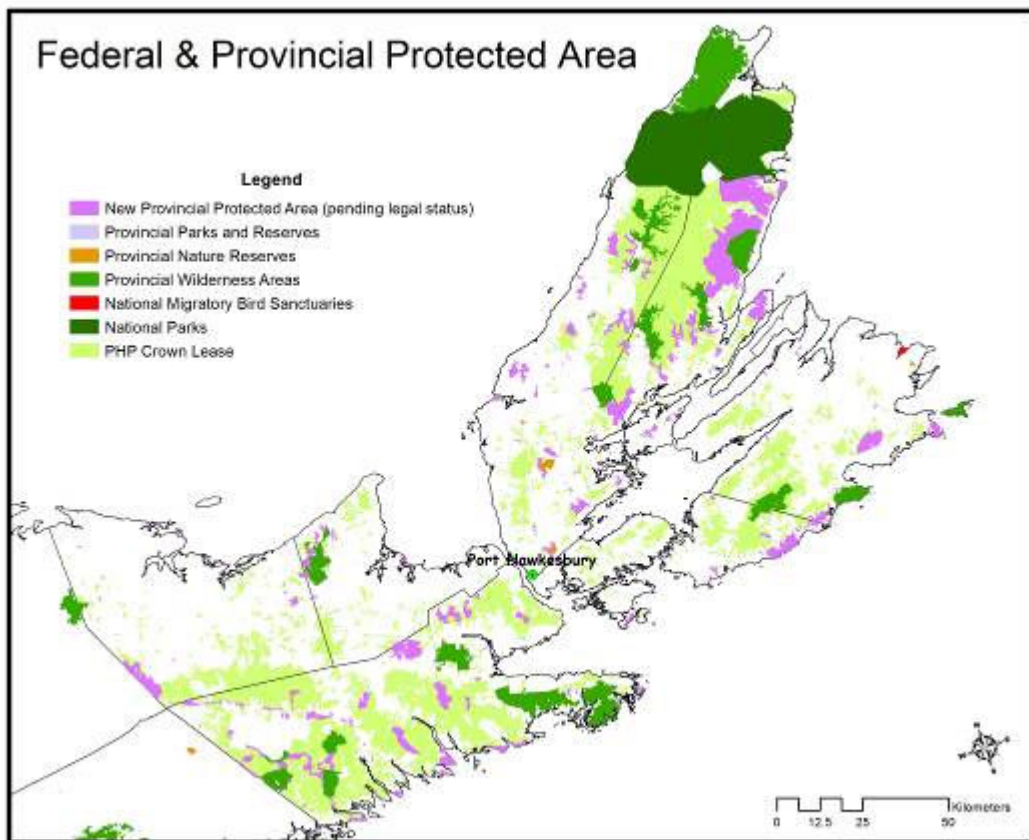 Federal & Provincial Protected Area
Legend
New Provincial Protected Area (pending legal status)
Provincial Parks and Reserves
Provincial Nature Reserves
Provincial Wilderness Areas
National Migratory Bird Sanctuaries
National Parks
PHP Crown Lease
Port Hawkesbury
Kilometers
0 12.5 25 50